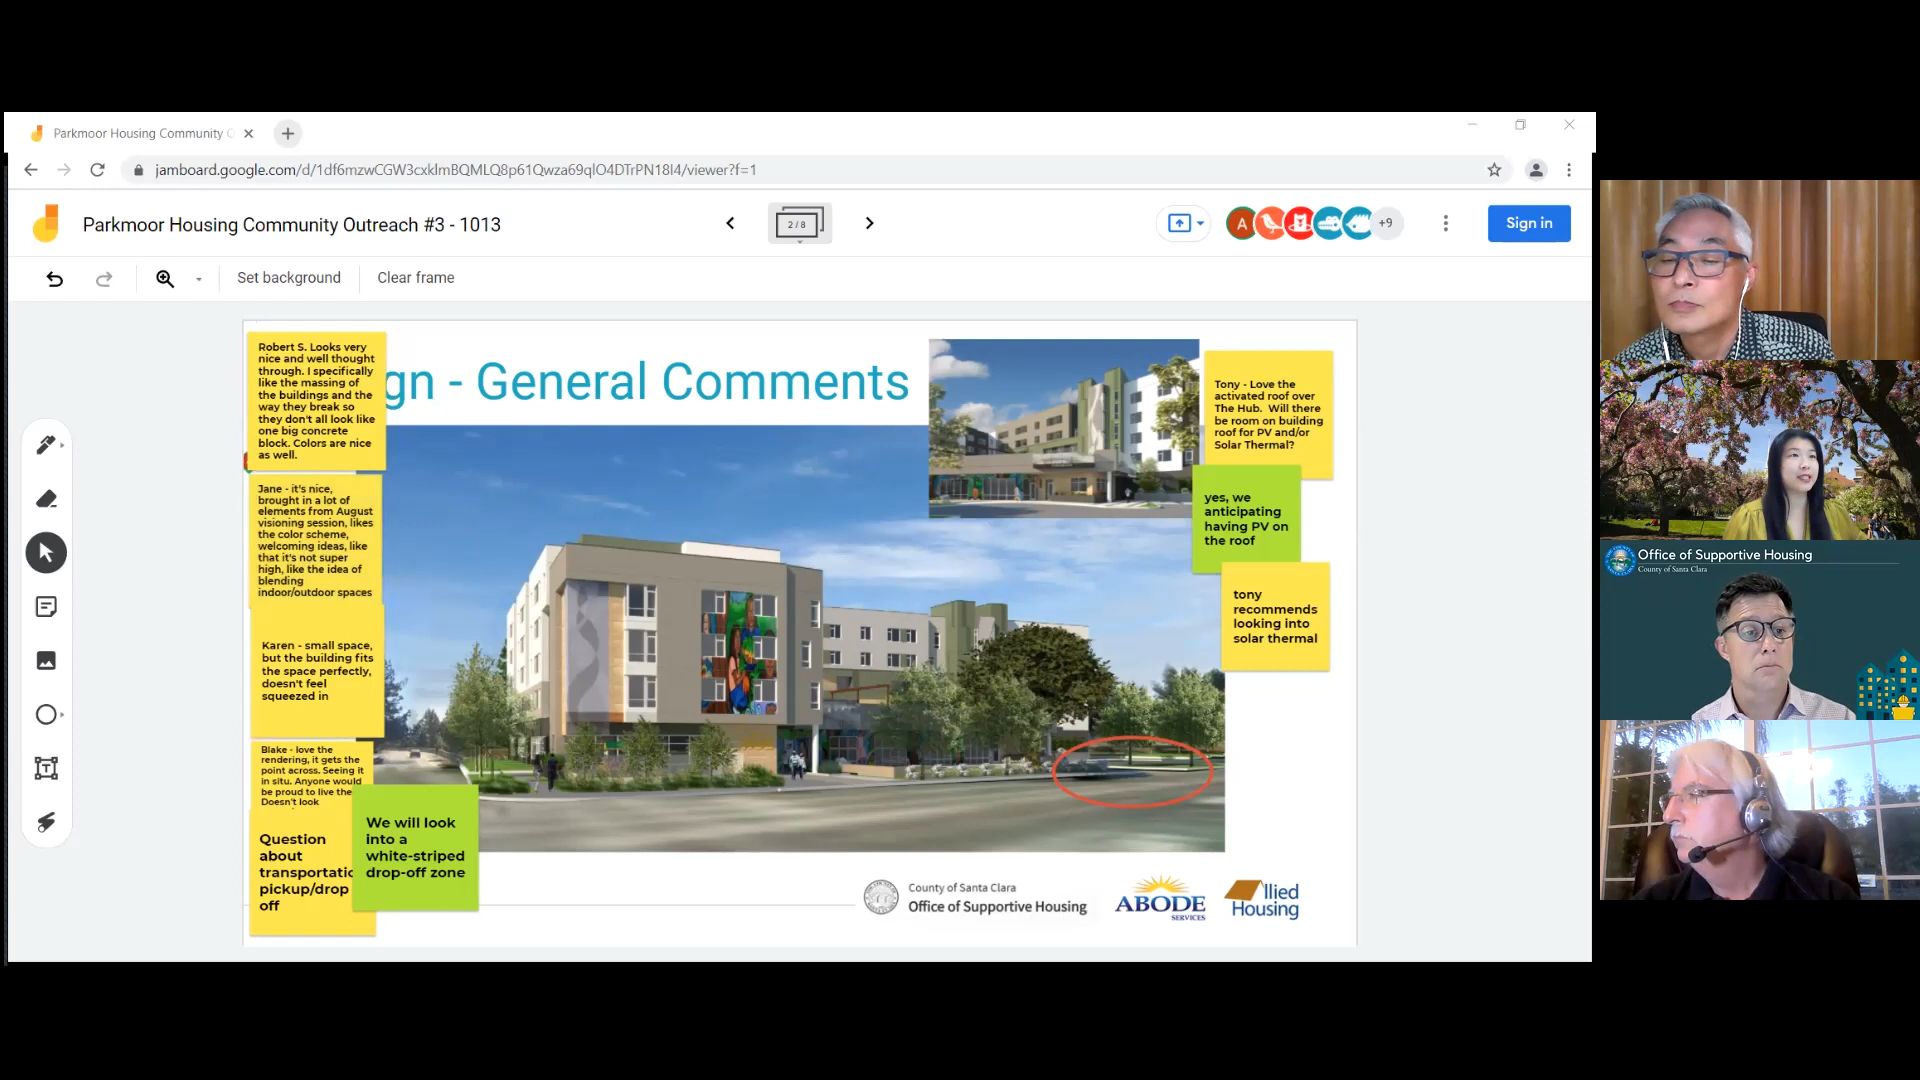 Parkmoor Housing Community
jamboard.google.com/d/1df6mzwCGW3cxklmBQMLQ8p61Qwza69qlO4DTrPN18I4/viewer?f=1
Parkmoor Housing Community Outreach #3 - 1013
2 / 8
A
+9
Sign in
Set background
Clear frame
gn - General Comments
Robert S. Looks very
nice and well thought
through. I specifically
like the massing of
the buildings and the
way they break so
they don't all look like
one big concrete
block. Colors are nice
as well.
Jane - it's nice,
brought in a lot of
elements from August
visioning session, likes
the color scheme,
welcoming ideas, like
that it's not super
high, like the idea of
blending
indoor/outdoor spaces
Karen - small space,
but the building fits
the space perfectly,
doesn't feel
squeezed in
Blake - love the
rendering, it gets the
point across. Seeing it
in situ. Anyone would
be proud to live the
Doesn't look
Question
about
transportatio
pickup/drop
off
We will look
into a
white-striped
drop-off zone
Tony - Love the
activated roof over
The Hub. Will there
be room on building
roof for PV and/or
Solar Thermal?
yes, we
anticipating
having PV on
the roof
tony
recommends
looking into
solar thermal
County of Santa Clara
Office of Supportive Housing
ABODE
SERVICES
Allied
Housing
Office of Supportive Housing
County of Santa Clara